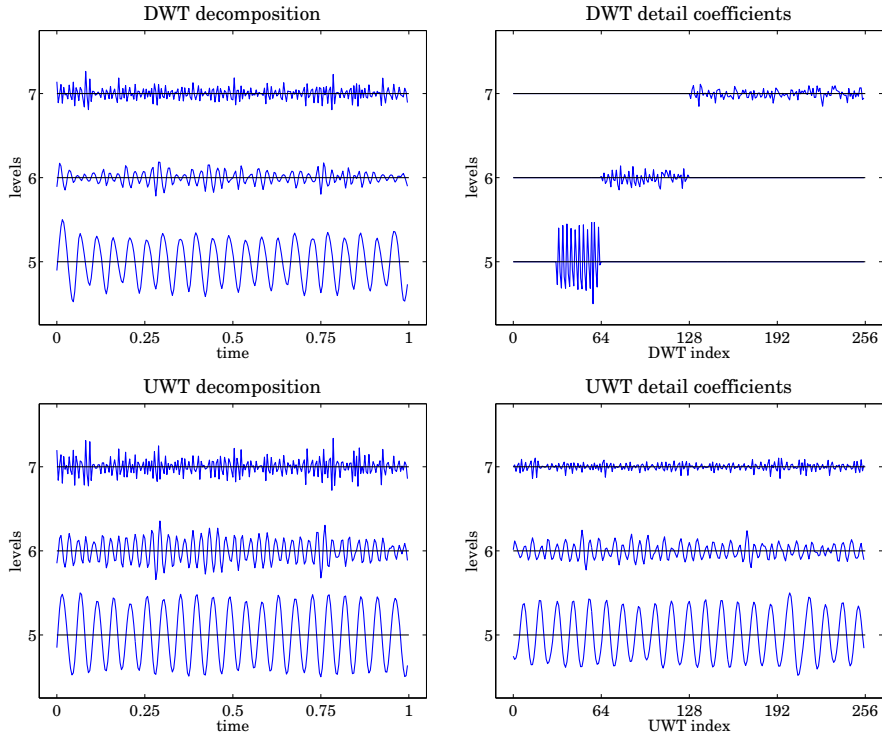 DWT decomposition
7
6
5
levels
0 0.25 0.5 0.75 1
time
DWT detail coefficients
7
6
5
levels
0 64 128 192 256
DWT index
UWT decomposition
7
6
5
levels
0 0.25 0.5 0.75 1
time
UWT detail coefficients
7
6
5
levels
0 64 128 192 256
UWT index